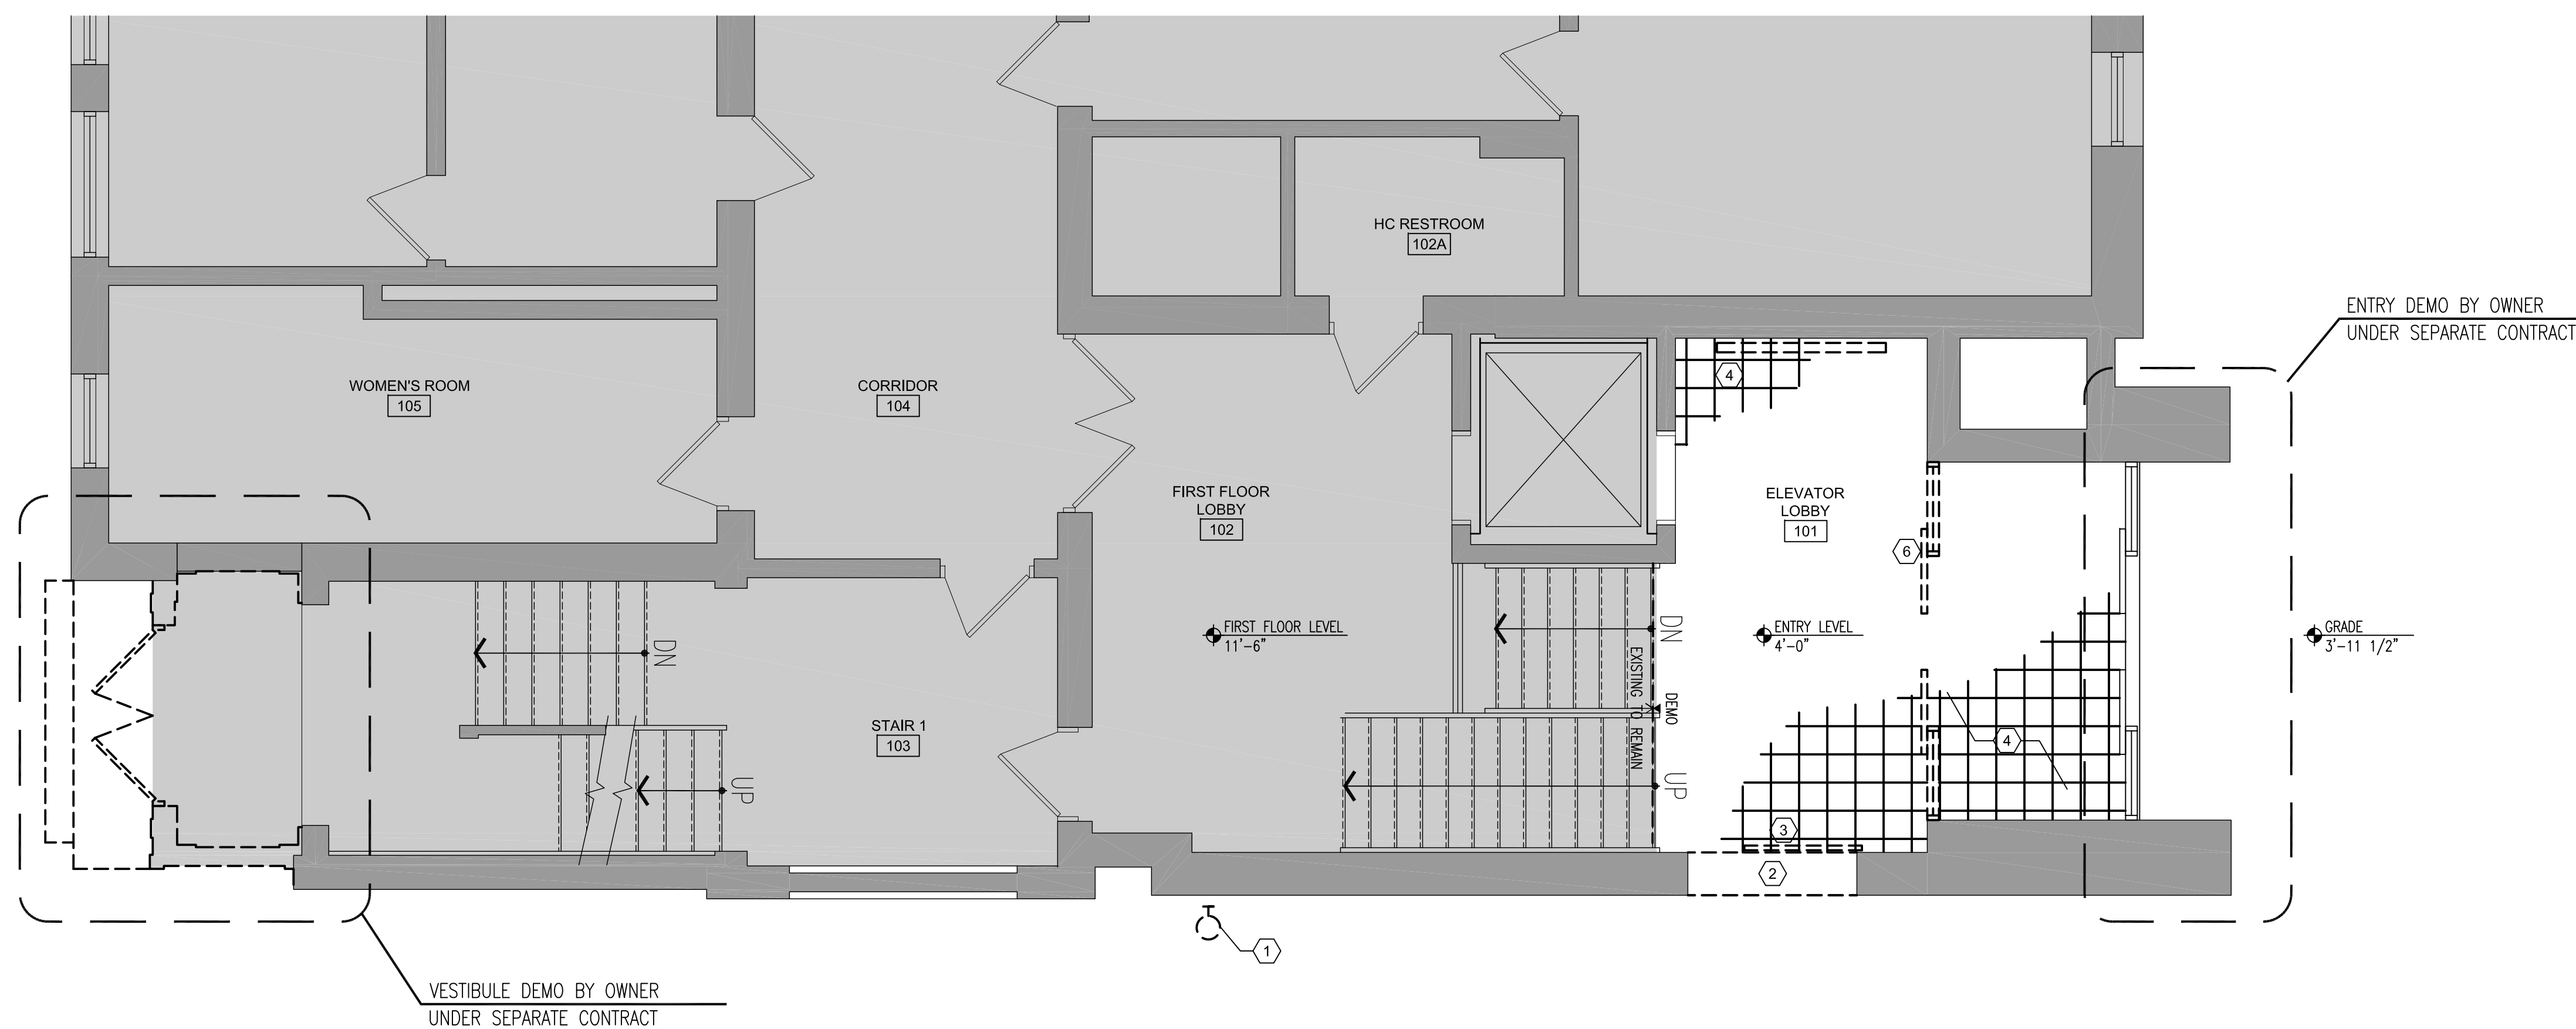 HC RESTROOM
102A
ENTRY DEMO BY OWNER
UNDER SEPARATE CONTRACT
4
WOMEN'S ROOM
105
CORRIDOR
104
FIRST FLOOR
LOBBY
102
ELEVATOR
LOBBY
101
6
FIRST FLOOR LEVEL
11'-6"
ENTRY LEVEL
4'-0"
GRADE
3'-11 1/2"
DN
DN
EXISTING TO REMAIN
DEMO
STAIR 1
103
4
UP
UP
3
2
1
VESTIBULE DEMO BY OWNER
UNDER SEPARATE CONTRACT